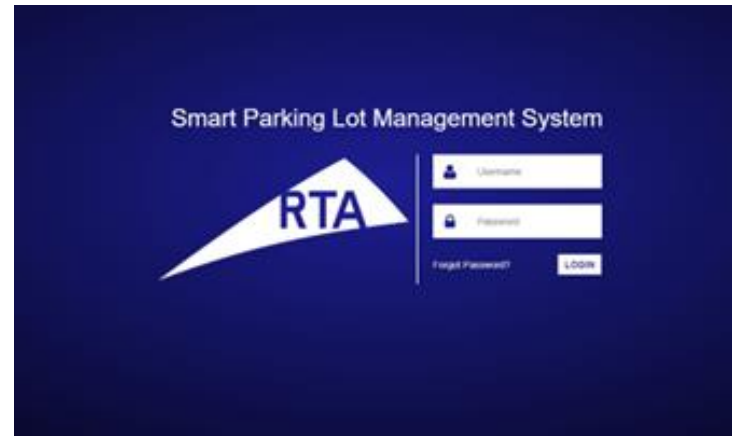 Smart Parking Lot Management System
RTA
Username
Password
Forgot Password?
LOGIN